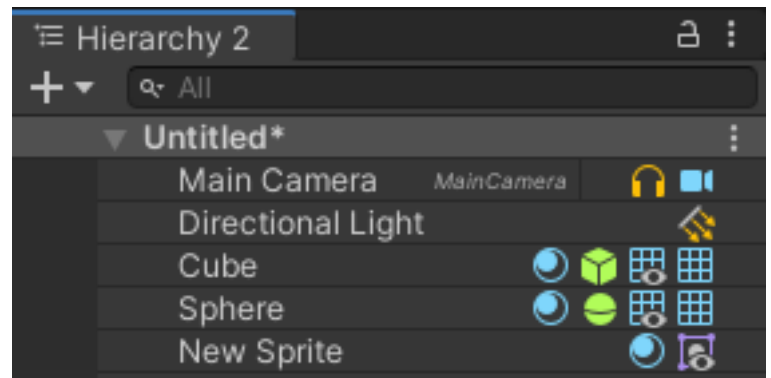 Hierarchy 2
All
Untitled*
Main Camera MainCamera
Directional Light
Cube
Sphere
New Sprite